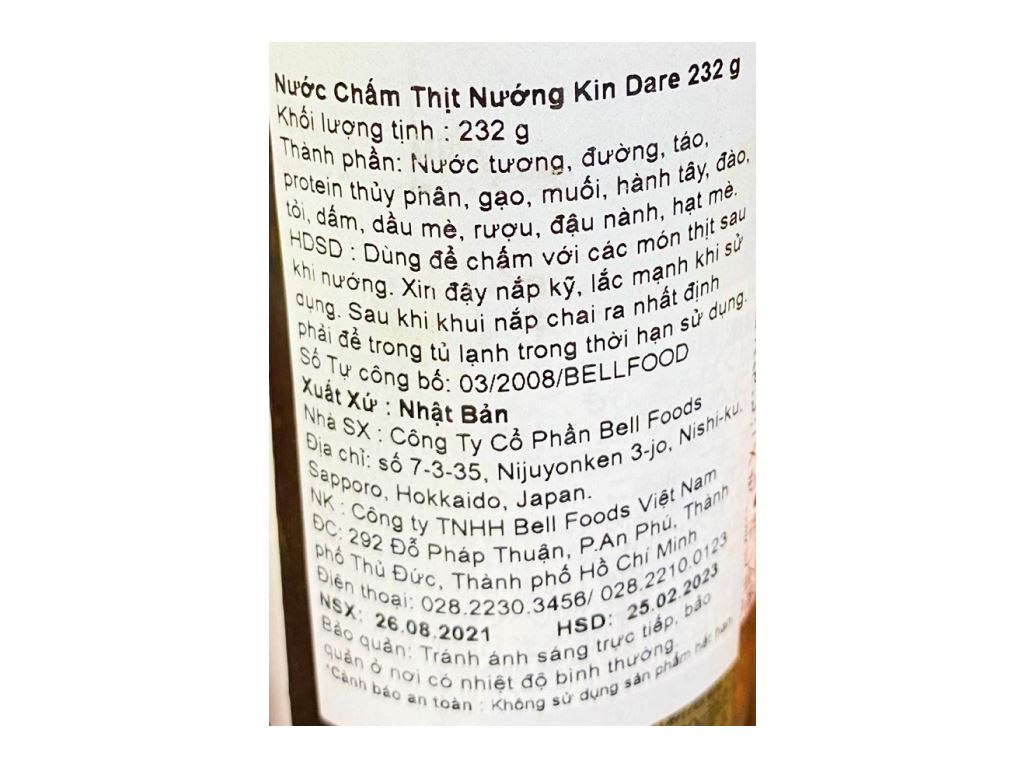 Nước Chấm Thịt Nướng Kin Dare 232 g
Khối lượng tịnh : 232 g
Thành phần: Nước tương, đường, táo,
protein thủy phân, gạo, muối, hành tây, đào,
tỏi, dấm, dầu mè, rượu, đậu nành, hạt mè.
HDSD : Dùng để chấm với các món thịt sau
khi nướng. Xin đậy nắp kỹ, lắc mạnh khi sử
dụng. Sau khi khui nắp chai ra nhất định
phải để trong tủ lạnh trong thời hạn sử dụng.
Số Tự công bố: 03/2008/BELLFOOD
Xuất Xứ : Nhật Bản
Nhà SX : Công Ty Cổ Phần Bell Foods
Địa chỉ: số 7-3-35, Nijuyonken 3-jo, Nishi-ku,
Sapporo, Hokkaido, Japan.
NK : Công ty TNHH Bell Foods Việt Nam
ĐC: 292 Đỗ Pháp Thuận, P.An Phú, Thành
phố Thủ Đức, Thành phố Hồ Chí Minh
Điện thoại: 028.2230.3456/ 028.2210.0123
NSX: 26.08.2021 HSD: 25.02.2023
Bảo quản: Tránh ánh sáng trực tiếp, bảo
quản ở nơi có nhiệt độ bình thường.
*Cảnh báo an toàn : Không sử dụng sản phẩm hết hạn.